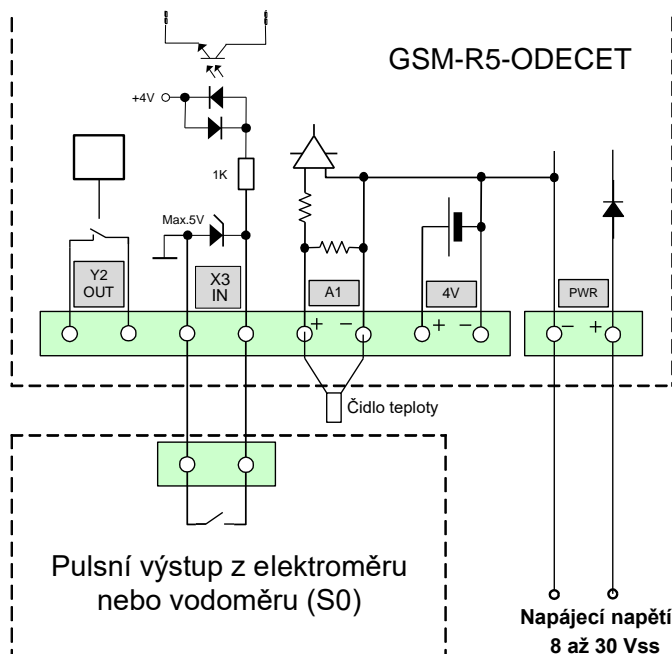 GSM-R5-ODECET
+4V
1K
Max.5V
Y2
OUT
X3
IN
A1
4V
PWR
+ − + − − +
Čidlo teploty
Pulsní výstup z elektroměru
nebo vodoměru (S0)
Napájecí napětí
8 až 30 Vss